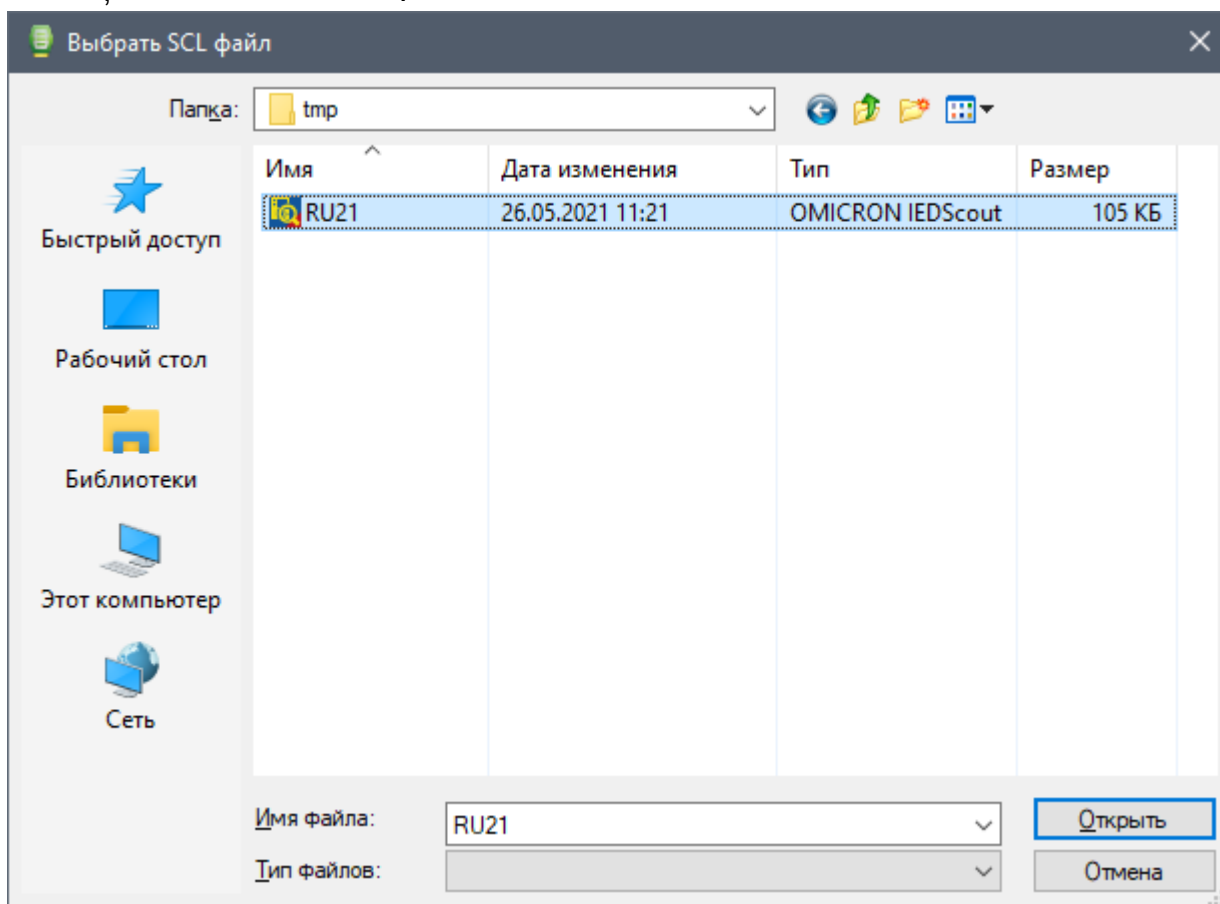 Выбрать SCL файл
Папка: tmp
Имя Дата изменения Тип Размер
RU21 26.05.2021 11:21 OMICRON IEDScout 105 КБ
Быстрый доступ
Рабочий стол
Библиотеки
Этот компьютер
Сеть
Имя файла: RU21 Открыть
Тип файлов: Отмена